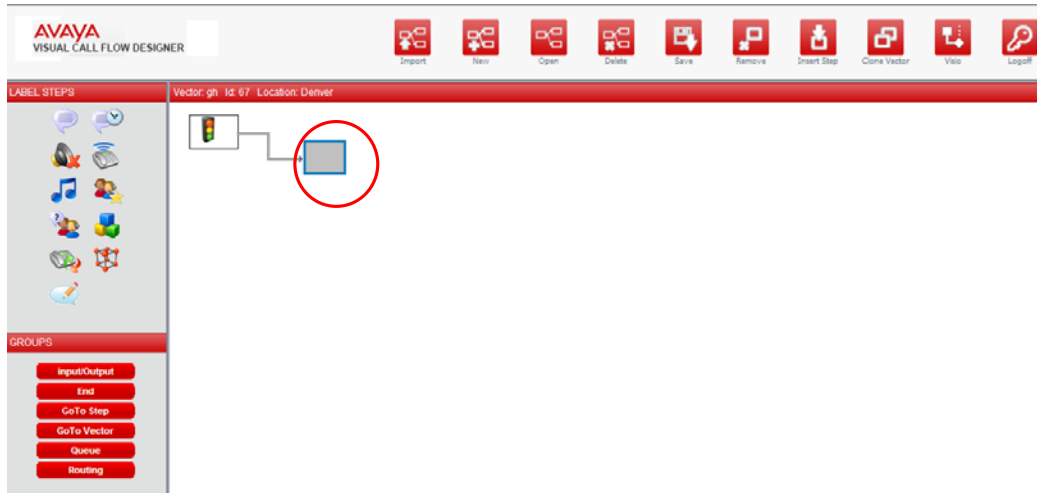 AVAYA
VISUAL CALL FLOW DESIGNER
Import New Open Delete Save Remove Insert Step Clone Vector Visio Logoff
LABEL STEPS
Vector: gh Id: 67 Location: Denver
GROUPS
input/Output
End
GoTo Step
GoTo Vector
Queue
Routing